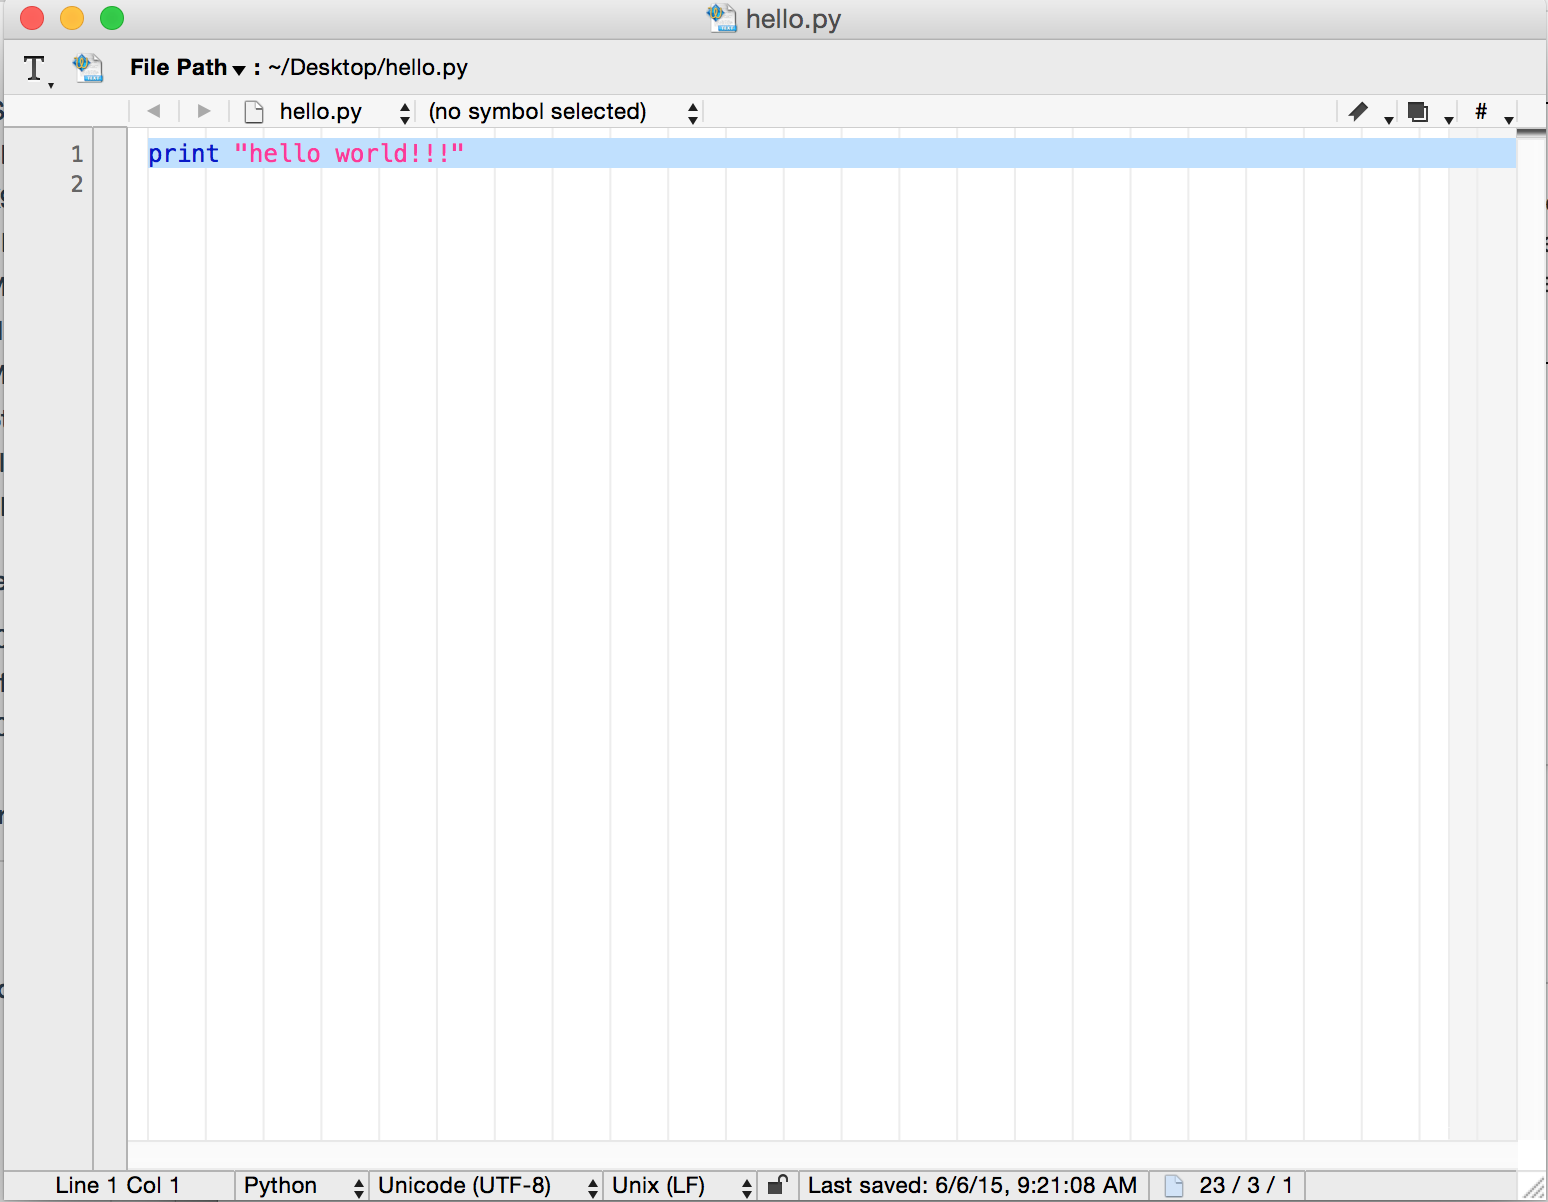 hello.py
T File Path : ~/Desktop/hello.py
hello.py (no symbol selected) #
1 print "hello world!!!"
2
Line 1 Col 1 Python Unicode (UTF-8) Unix (LF) Last saved: 6/6/15, 9:21:08 AM 23 / 3 / 1